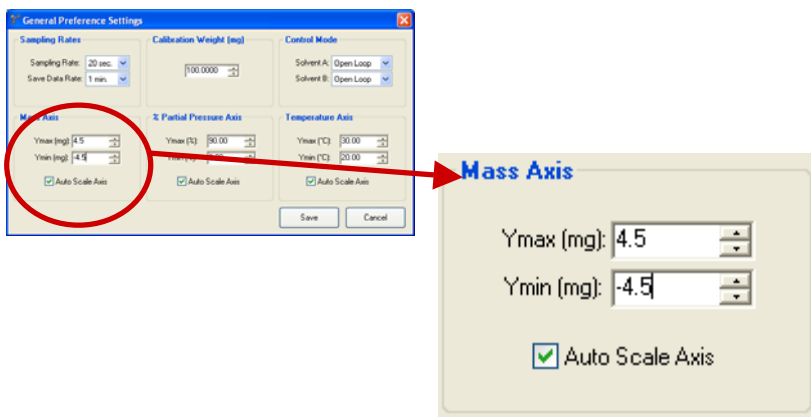 General Preference Settings
Sampling Rates
Sampling Rate: 20 sec.
Save Data Rate: 1 min.
Calibration Weight (mg)
100.0000
Control Mode
Solvent A: Open Loop
Solvent B: Open Loop
Mass Axis
Ymax (mg): 4.5
Ymin (mg): -4.5
Auto Scale Axis
% Partial Pressure Axis
Ymax (%): 90.00
Auto Scale Axis
Temperature Axis
Ymax (°C): 30.00
Ymin (°C): 20.00
Auto Scale Axis
Save
Cancel
Mass Axis
Ymax (mg): 4.5
Ymin (mg): -4.5
Auto Scale Axis